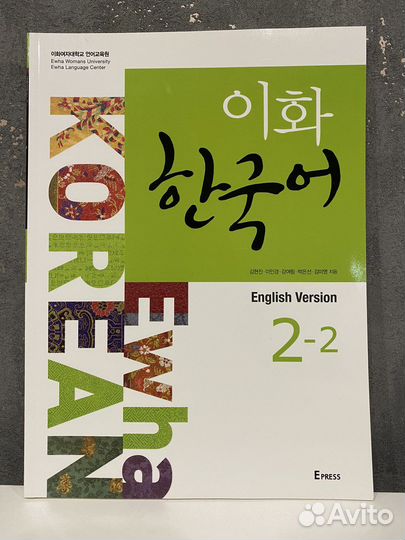 이화여자대학교 언어교육원
Ewha Womans University
Ewha Language Center
KOREAN
Ewha
이화
한국어
English Version
2-2
E PRESS
Avito